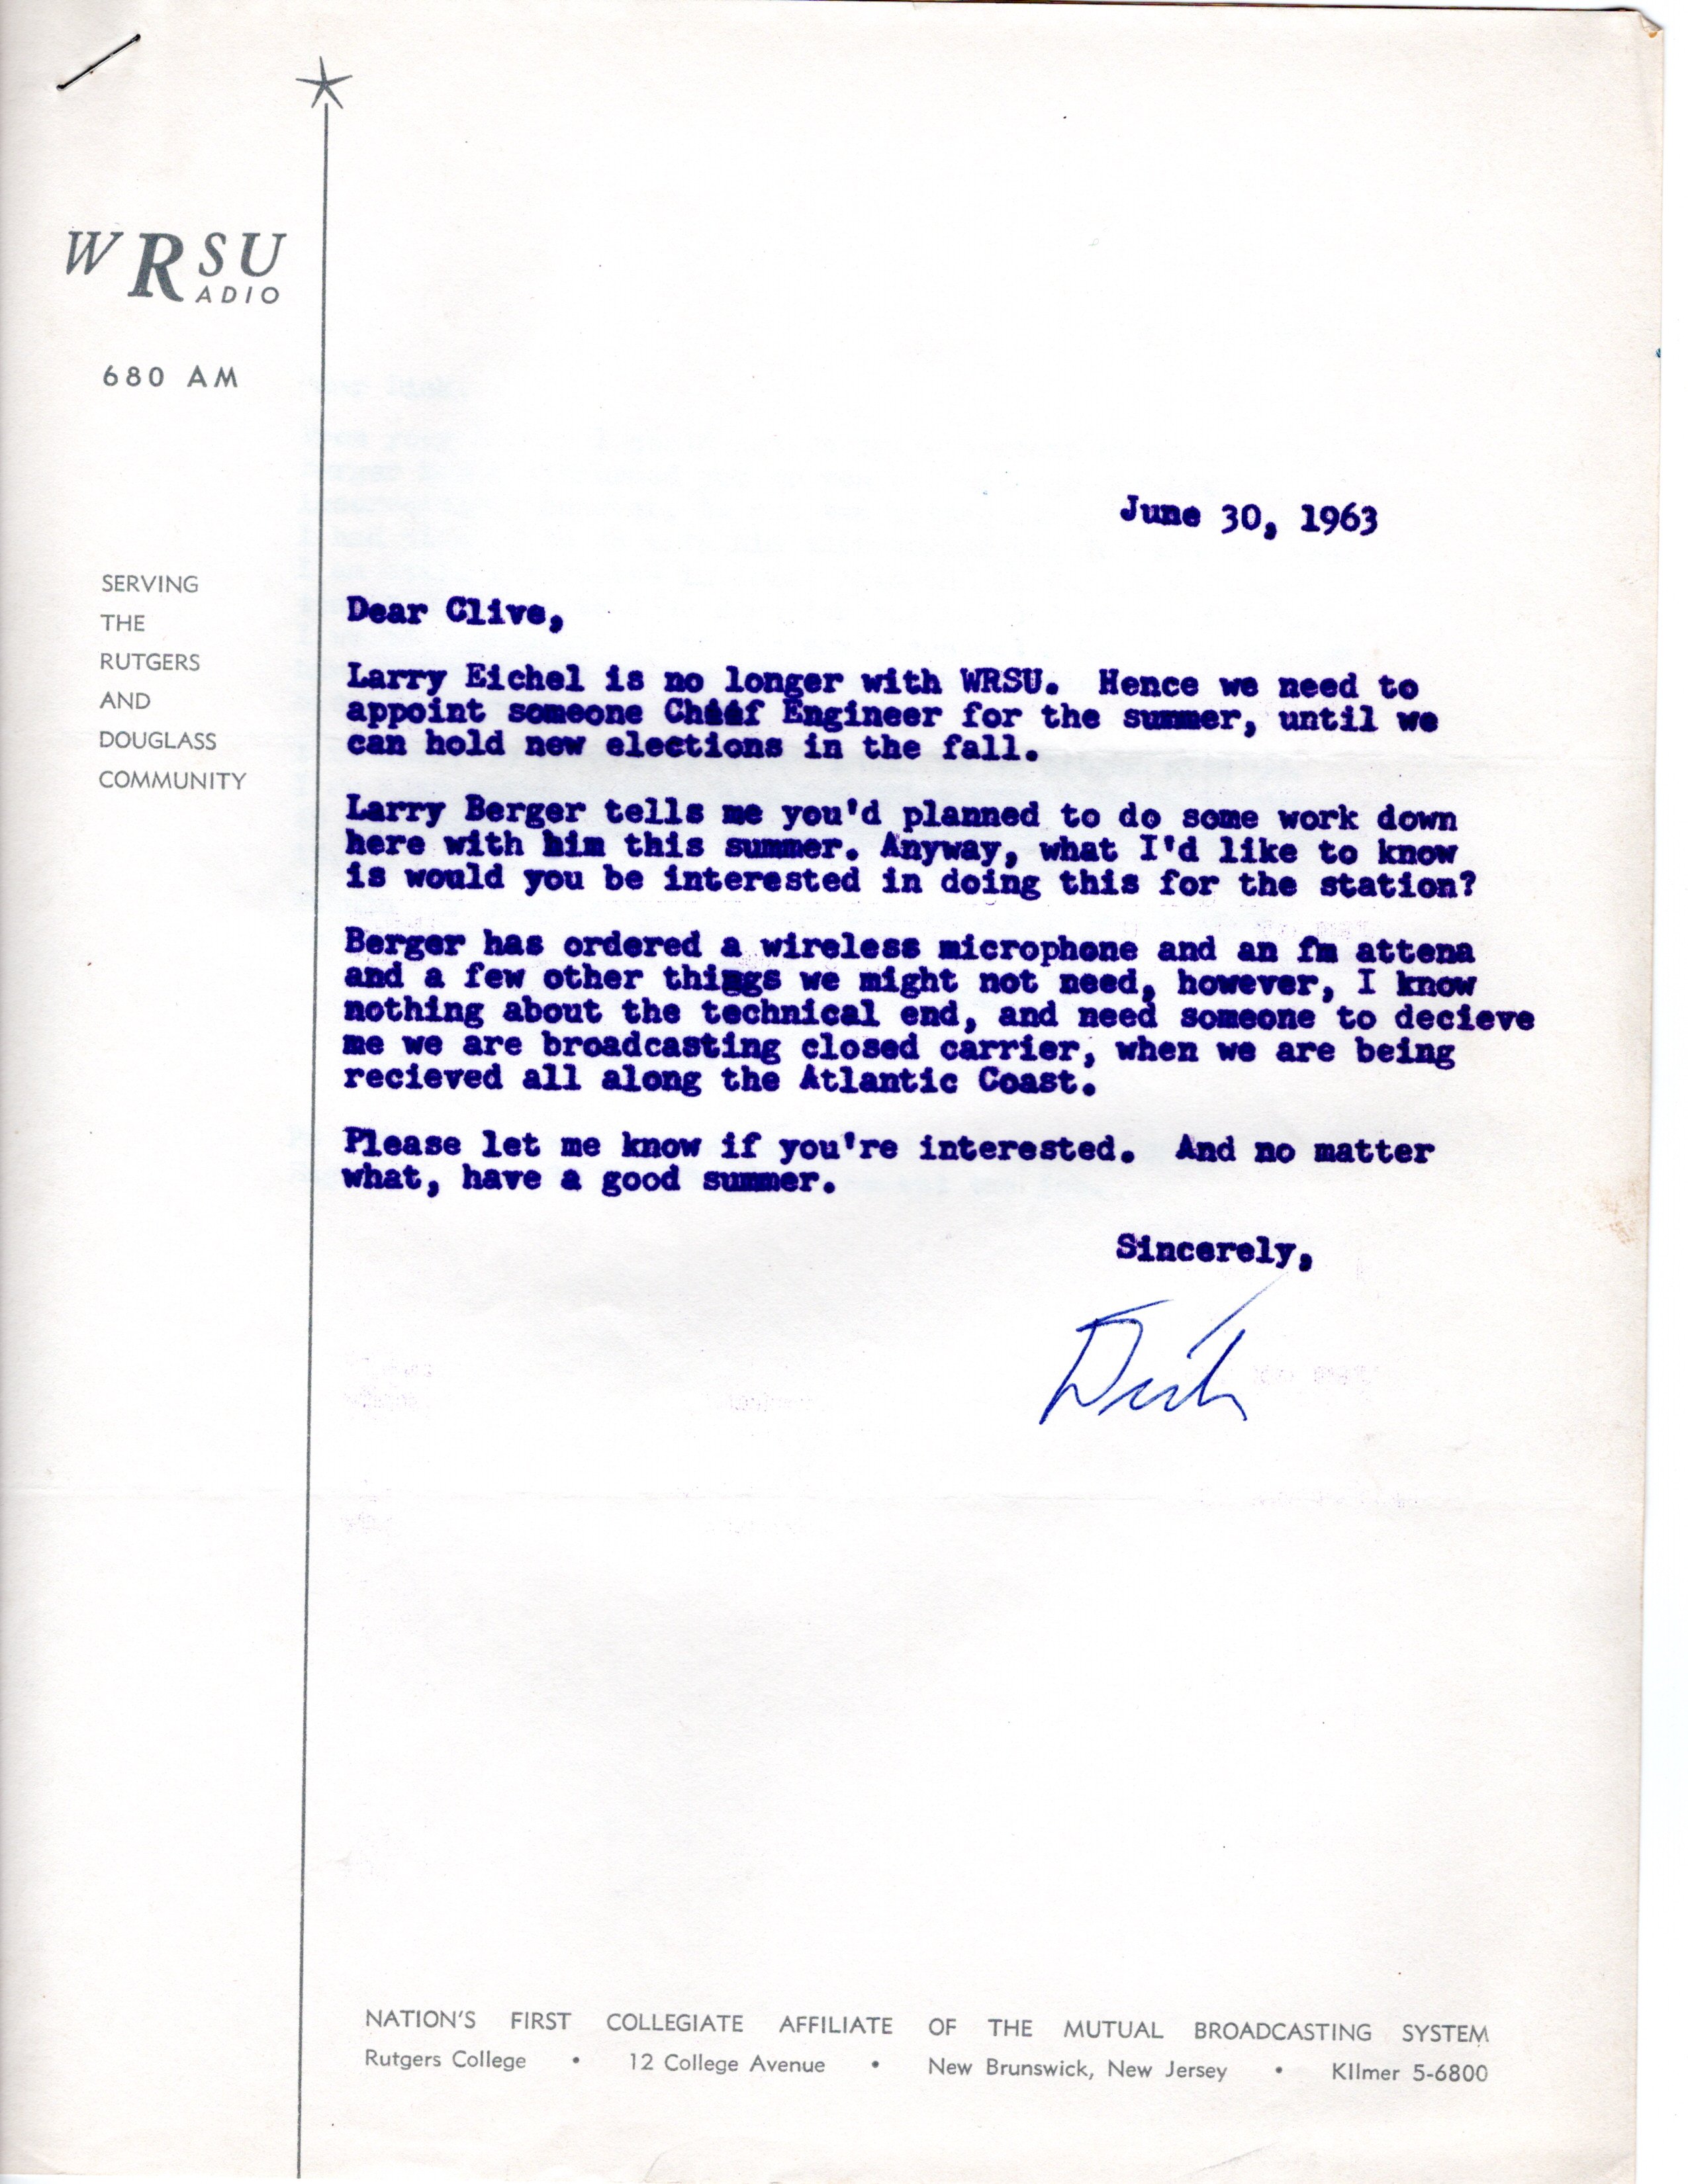 WRSU
RADIO
680 AM
SERVING
THE
RUTGERS
AND
DOUGLASS
COMMUNITY
June 30, 1963
Dear Clive,
Larry Eichel is no longer with WRSU. Hence we need to
appoint someone Chief Engineer for the summer, until we
can hold new elections in the fall.
Larry Berger tells me you'd planned to do some work down
here with him this summer. Anyway, what I'd like to know
is would you be interested in doing this for the station?
Berger has ordered a wireless microphone and an fm attena
and a few other things we might not need, however, I know
nothing about the technical end, and need someone to decieve
me we are broadcasting closed carrier, when we are being
recieved all along the Atlantic Coast.
Please let me know if you're interested. And no matter
what, have a good summer.
Sincerely,
NATION'S FIRST COLLEGIATE AFFILIATE OF THE MUTUAL BROADCASTING SYSTEM
Rutgers College • 12 College Avenue • New Brunswick, New Jersey • KIlmer 5-6800